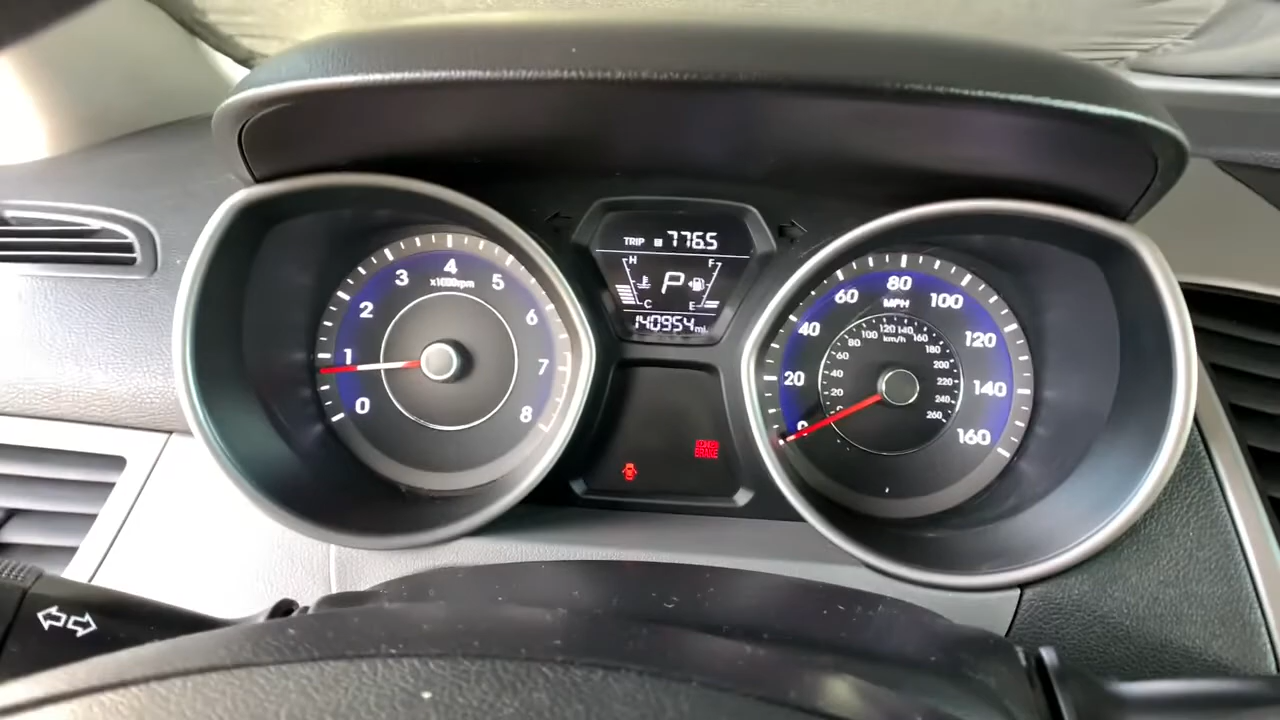 TRIP B 776.5
H F
P
C E
140954 mi
0 1 2 3 4 5 6 7 8
x1000rpm
0 20 40 60 80 100 120 140 160
MPH
0 20 40 60 80 100 120 140 160 180 200 220 240 260
km/h
BRAKE